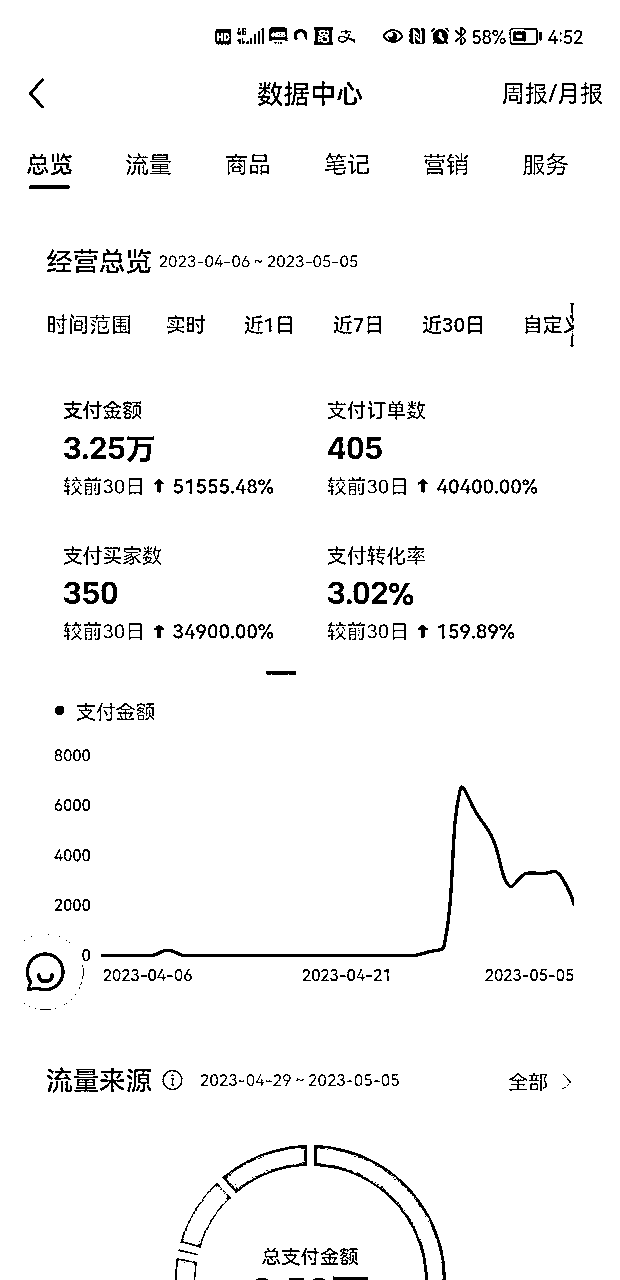 HD 4G 58% 4:52
数据中心 周报/月报
总览 流量 商品 笔记 营销 服务
经营总览 2023-04-06 ~ 2023-05-05
时间范围 实时 近1日 近7日 近30日 自定
支付金额 支付订单数
3.25万 405
较前30日 ↑ 51555.48% 较前30日 ↑ 40400.00%
支付买家数 支付转化率
350 3.02%
较前30日 ↑ 34900.00% 较前30日 ↑ 159.89%
支付金额
8000
6000
4000
2000
0
2023-04-06 2023-04-21 2023-05-05
流量来源 2023-04-29 ~ 2023-05-05 全部
总支付金额